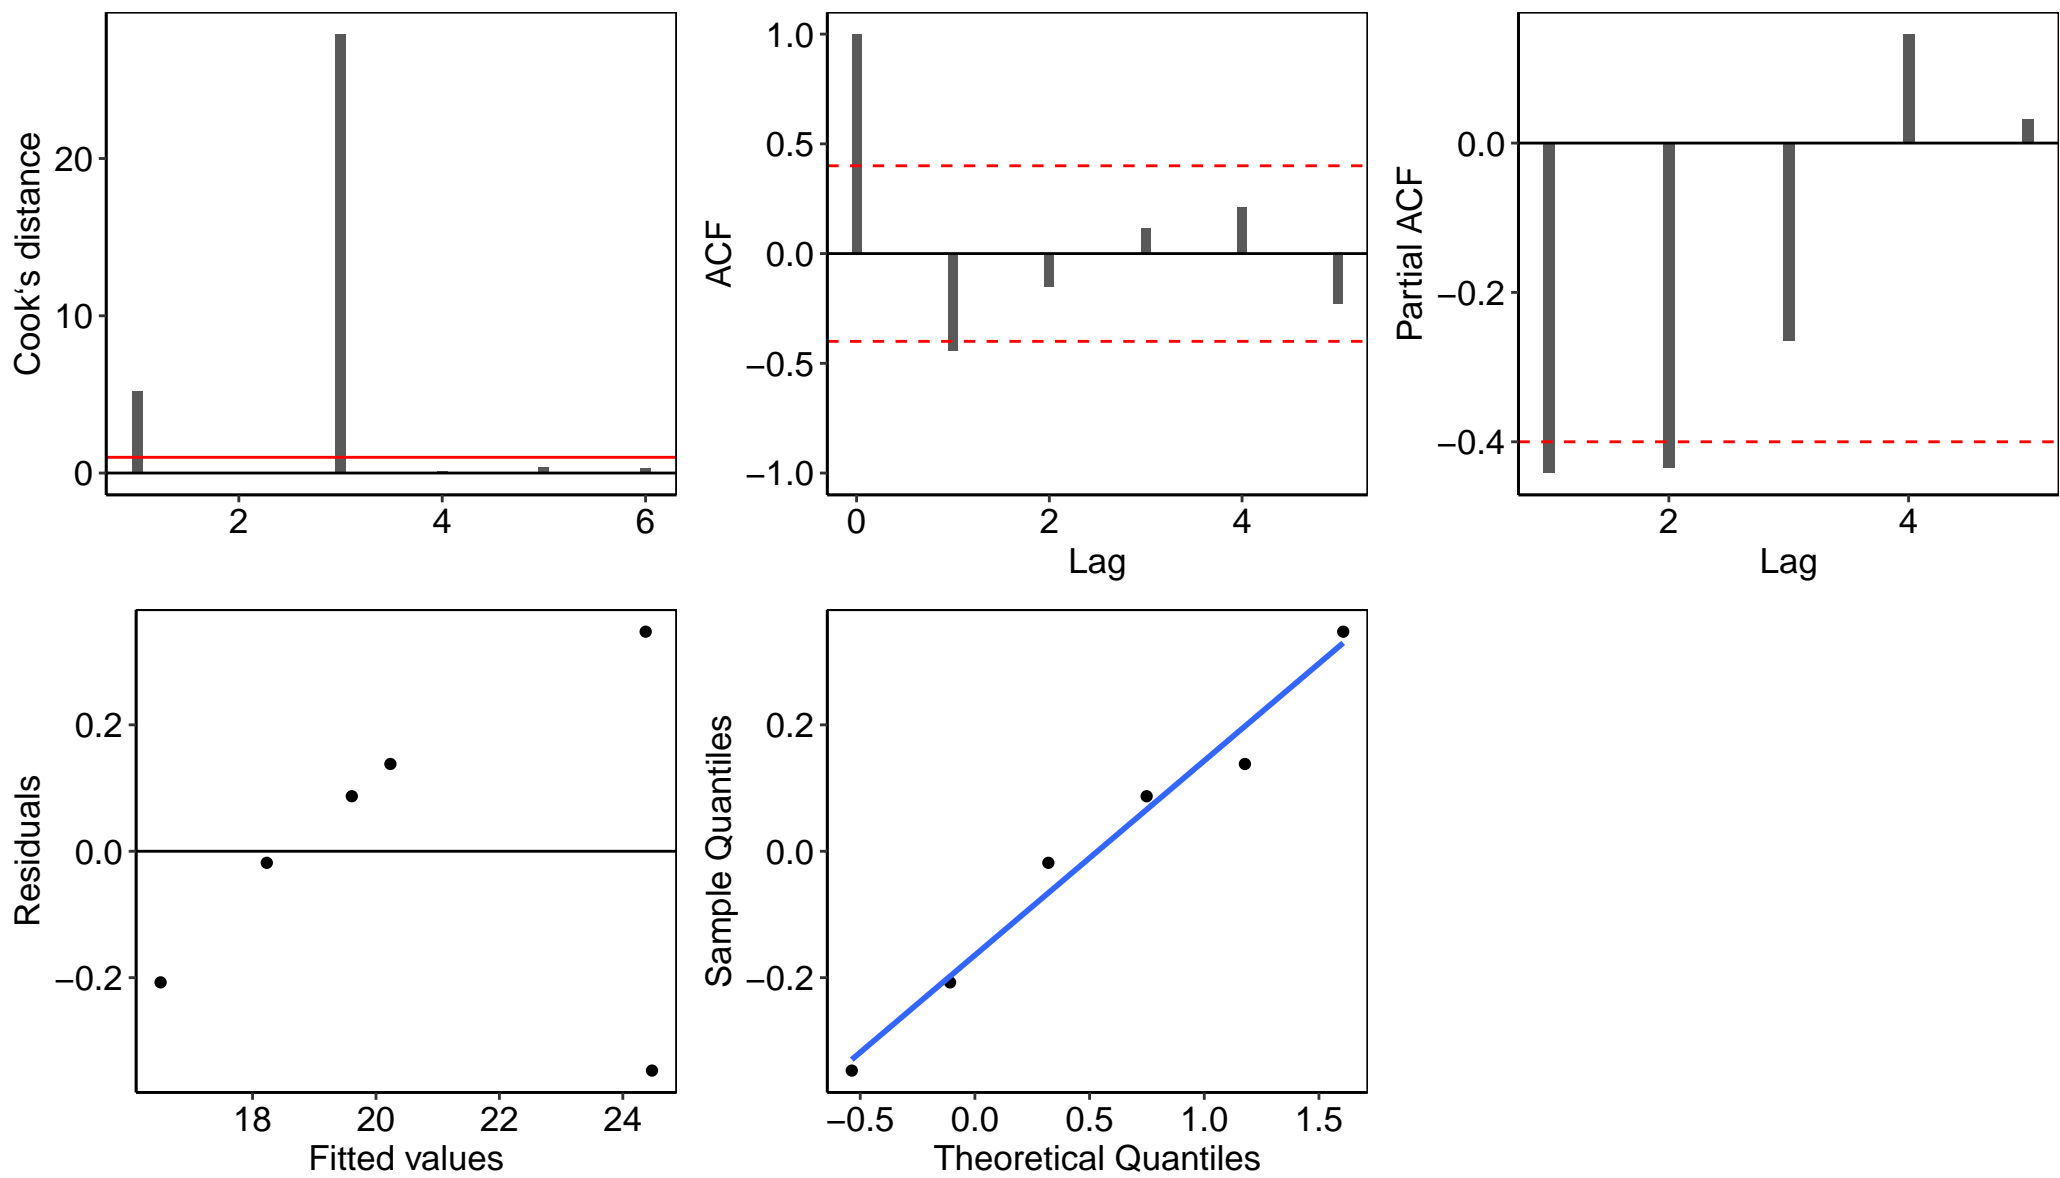 Cook‘s distance
20
10
0
2 4 6
ACF
1.0
0.5
0.0
−0.5
−1.0
0 2 4
Lag
Partial ACF
0.0
−0.2
−0.4
2 4
Lag
Residuals
0.2
0.0
−0.2
18 20 22 24
Fitted values
Sample Quantiles
0.2
0.0
−0.2
−0.5 0.0 0.5 1.0 1.5
Theoretical Quantiles